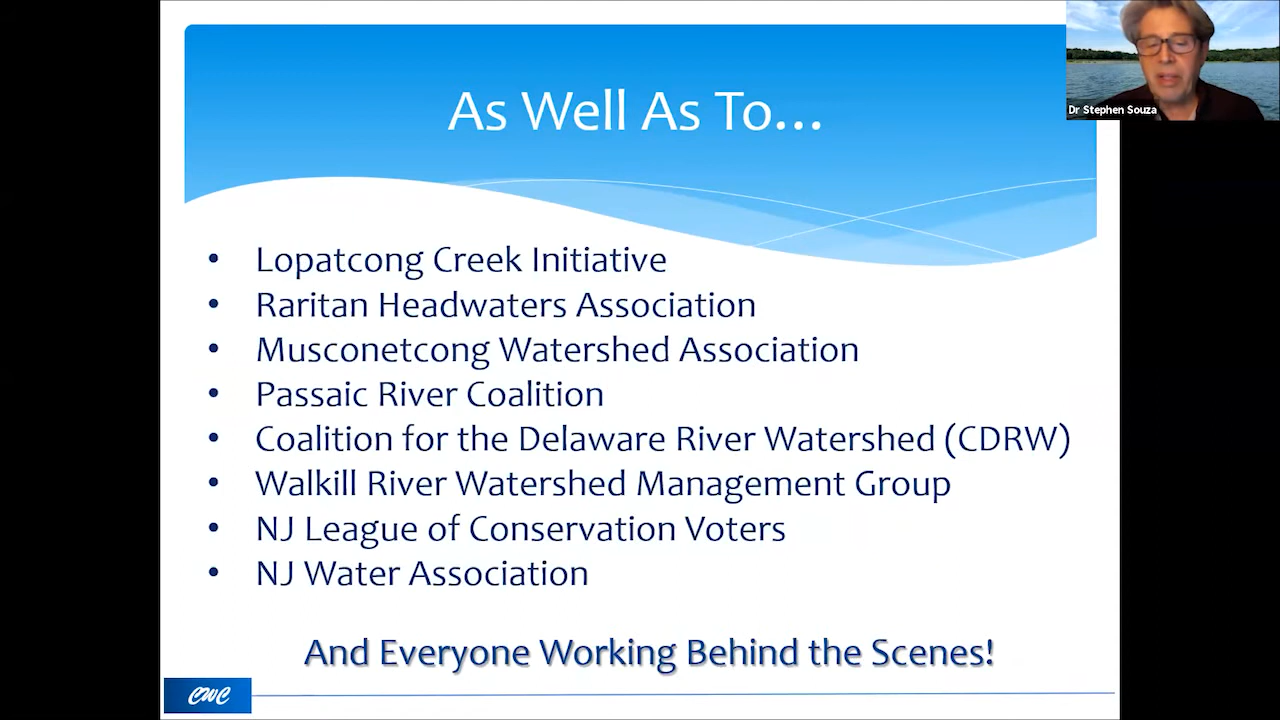 As Well As To...
Dr Stephen Souza
• Lopatcong Creek Initiative
• Raritan Headwaters Association
• Musconetcong Watershed Association
• Passaic River Coalition
• Coalition for the Delaware River Watershed (CDRW)
• Walkill River Watershed Management Group
• NJ League of Conservation Voters
• NJ Water Association
And Everyone Working Behind the Scenes!
CWC